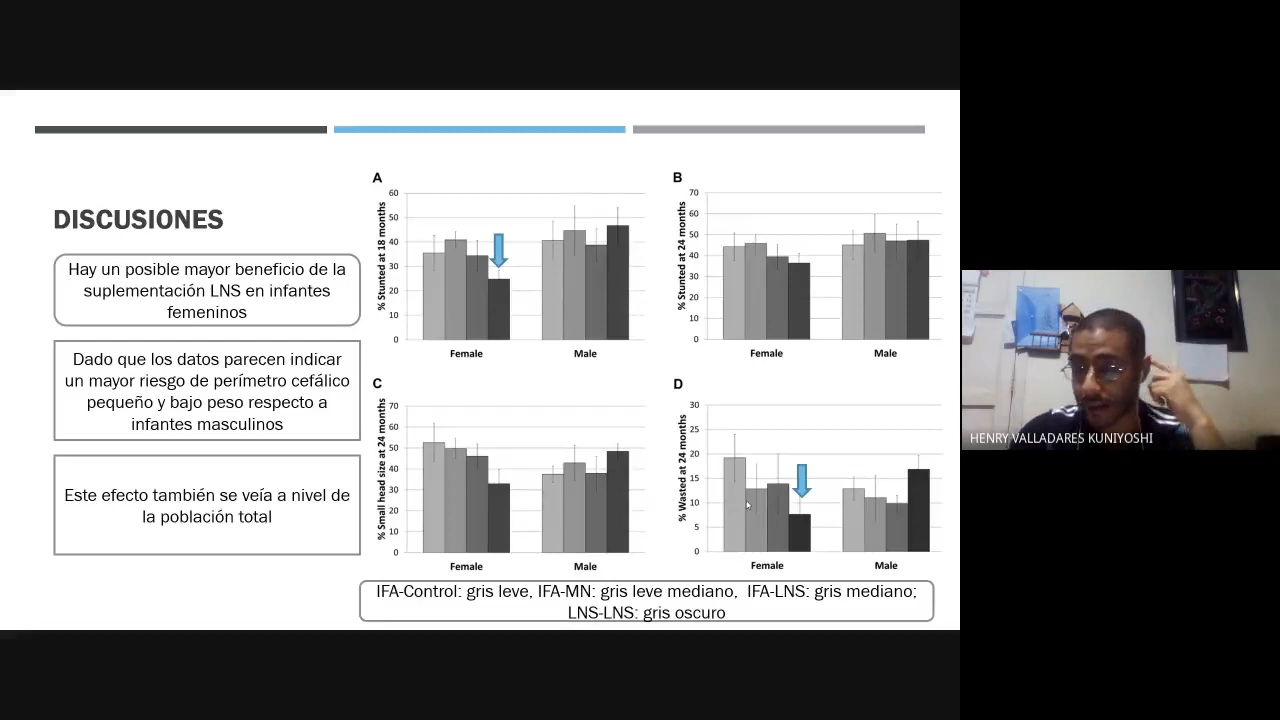 DISCUSIONES
Hay un posible mayor beneficio de la
suplementación LNS en infantes
femeninos
Dado que los datos parecen indicar
un mayor riesgo de perímetro cefálico
pequeño y bajo peso respecto a
infantes masculinos
Este efecto también se veía a nivel de
la población total
A
% Stunted at 18 months
60
50
40
30
20
10
0
Female
Male
B
% Stunted at 24 months
70
60
50
40
30
20
10
0
Female
Male
C
% Small head size at 24 months
70
60
50
40
30
20
10
0
Female
Male
D
% Wasted at 24 months
30
25
20
15
10
5
0
Female
Male
IFA-Control: gris leve, IFA-MN: gris leve mediano, IFA-LNS: gris mediano;
LNS-LNS: gris oscuro
HENRY VALLADARES KUNIYOSHI